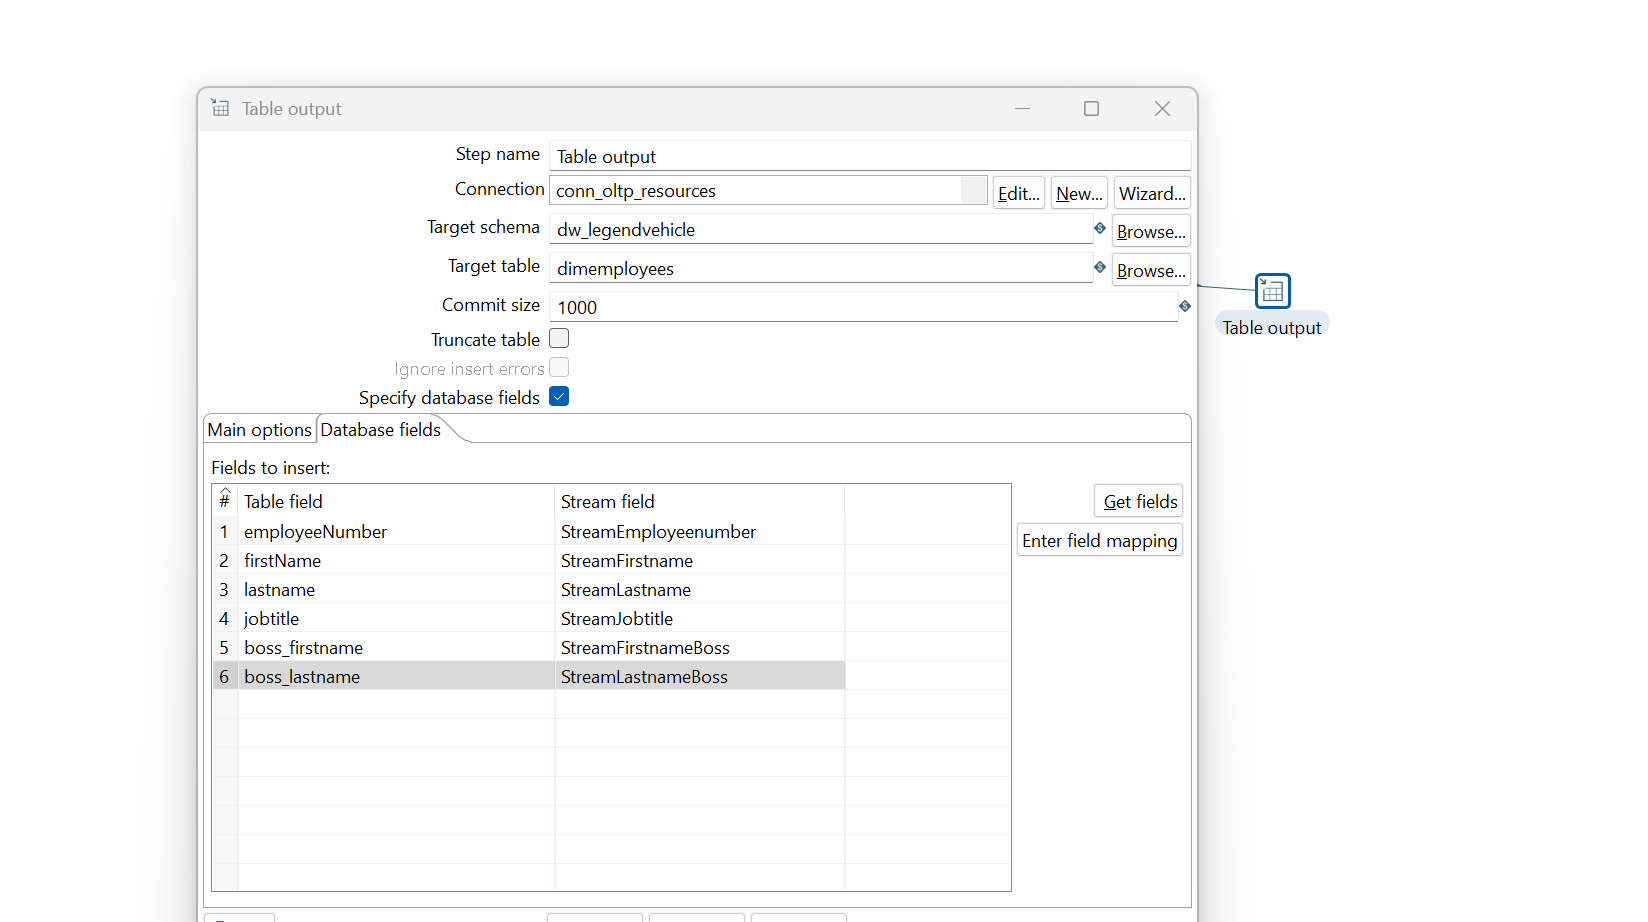 Table output
Step name Table output
Connection conn_oltp_resources Edit... New... Wizard...
Target schema dw_legendvehicle Browse...
Target table dimemployees Browse...
Commit size 1000
Truncate table
Ignore insert errors
Specify database fields
Main options Database fields
Fields to insert:
# Table field Stream field
1 employeeNumber StreamEmployeenumber
2 firstName StreamFirstname
3 lastname StreamLastname
4 jobtitle StreamJobtitle
5 boss_firstname StreamFirstnameBoss
6 boss_lastname StreamLastnameBoss
Get fields
Enter field mapping
Table output